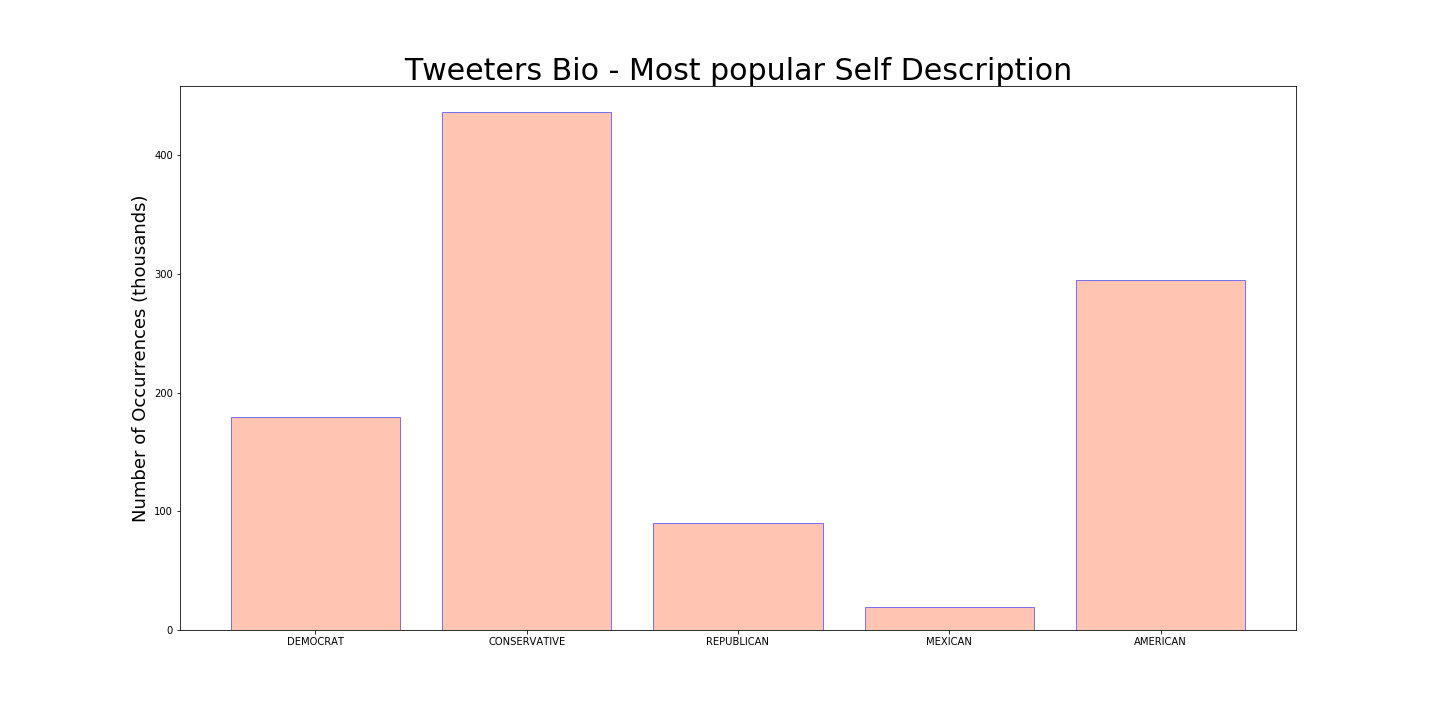 Tweeters Bio - Most popular Self Description
Number of Occurrences (thousands)
400
300
200
100
0
DEMOCRAT CONSERVATIVE REPUBLICAN MEXICAN AMERICAN